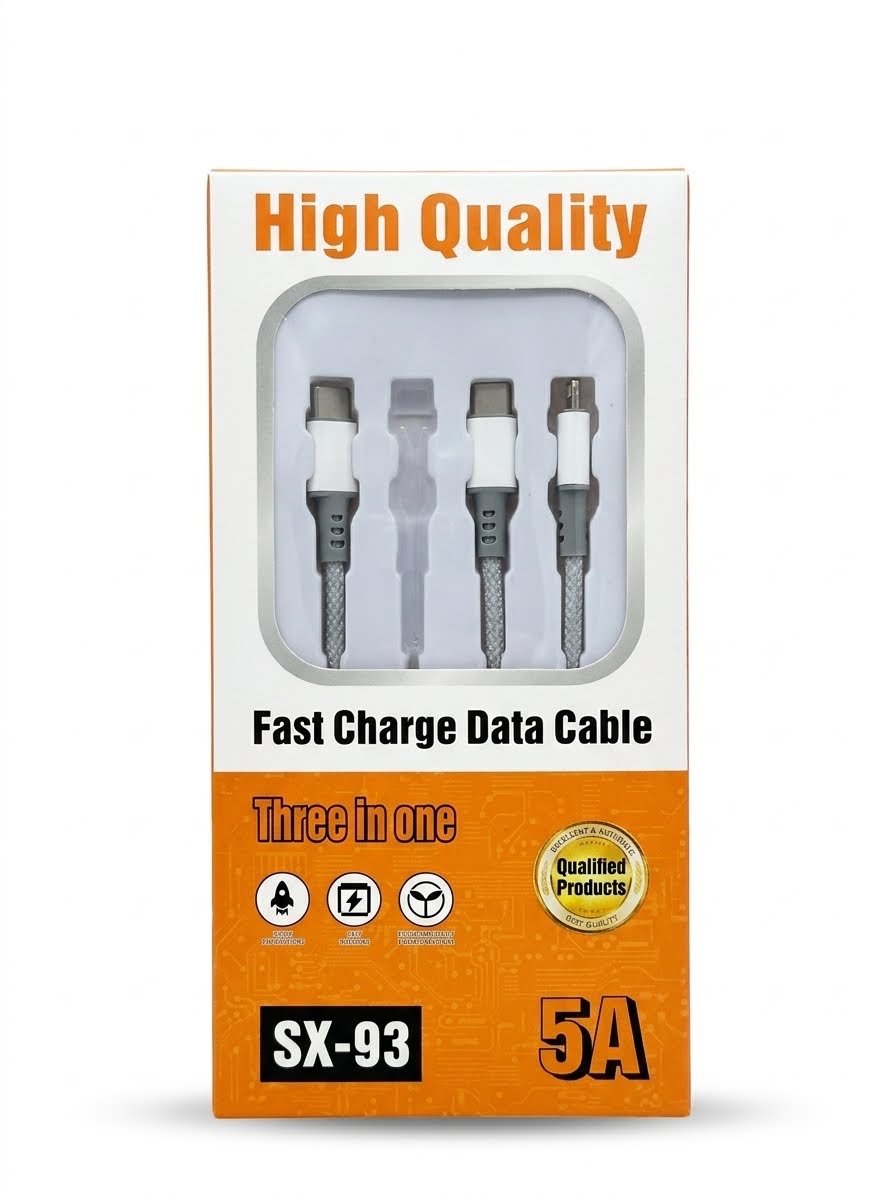 High Quality
Fast Charge Data Cable
Three in one
Qualified
Products
SX-93
5A